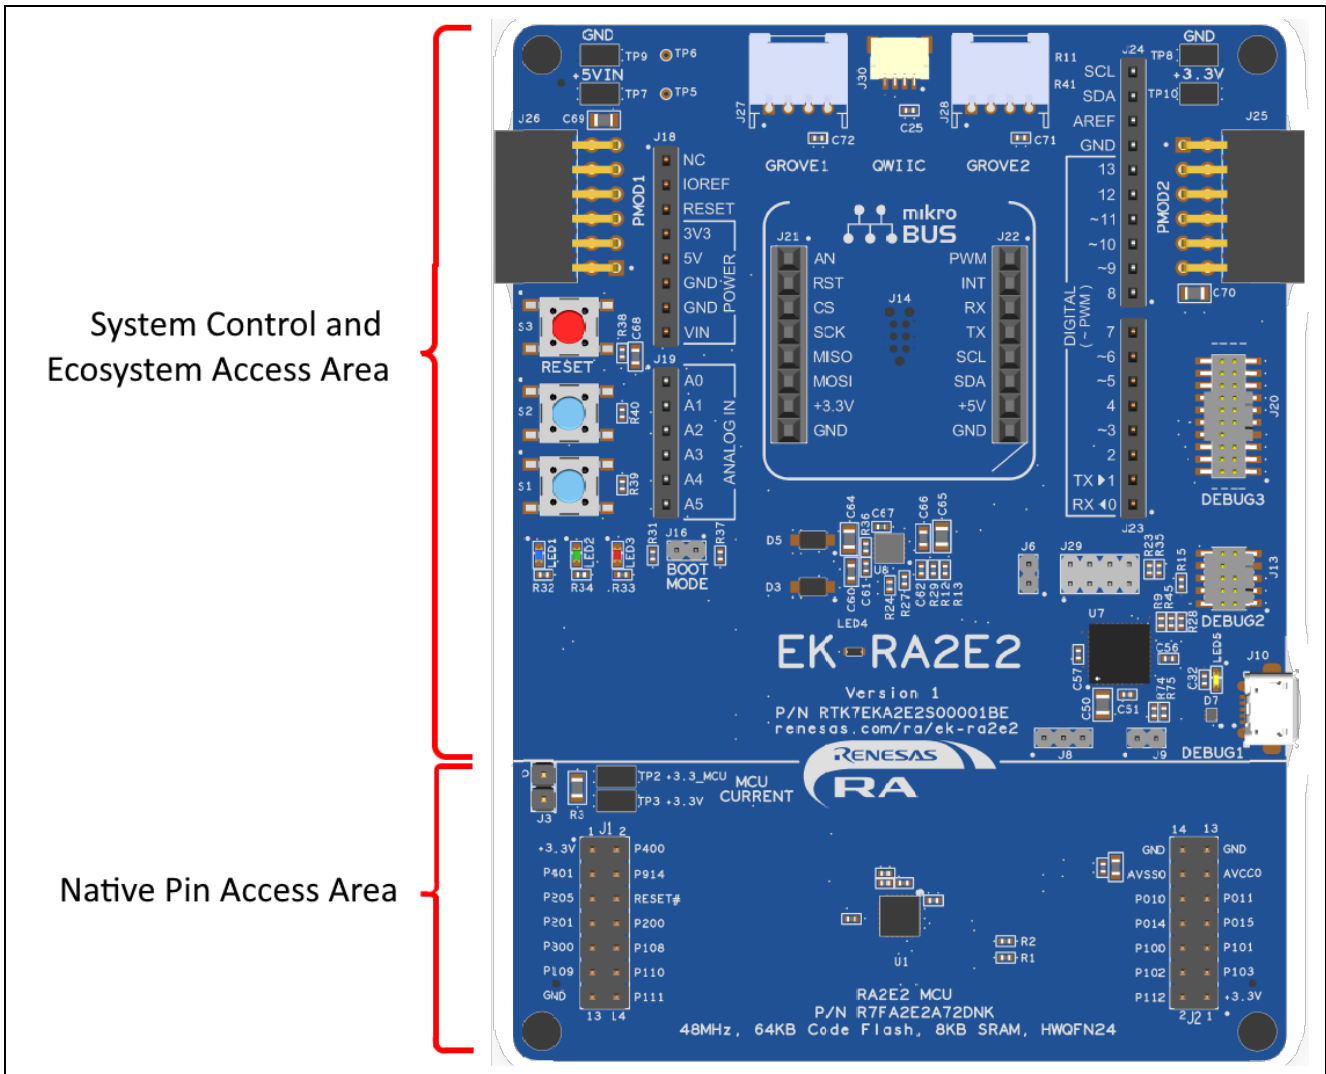 System Control and
Ecosystem Access Area
Native Pin Access Area
GND
TP9
TP6
+5VIN
TP7
TP5
C69
J26
PMOD1
J18
NC
IOREF
RESET
3V3
5V
GND
GND
VIN
POWER
J27
C72
GROVE1
J30
C25
QWIIC
J28
C71
GROVE2
R11
R41
J24
SCL
SDA
AREF
GND
13
12
~11
~10
~9
8
DIGITAL
( ~ PWM )
7
~6
~5
4
~3
2
TX ▶1
RX ◀0
J23
GND
TP8
+3.3V
TP10
J25
PMOD2
C70
mikro
BUS
J21
AN
RST
CS
SCK
MISO
MOSI
+3.3V
GND
J14
J22
PWM
INT
RX
TX
SCL
SDA
+5V
GND
S3
RESET
R38
C68
S2
R40
S1
R39
J19
A0
A1
A2
A3
A4
A5
ANALOG IN
J20
DEBUG3
LED1
LED2
LED3
R32
R34
R33
R31
J16
R37
BOOT
MODE
D5
D3
C64
R36
C67
C66
C65
U8
C60
C61
R24
R27
C62
R29
R12
R13
LED4
J6
J29
R23
R35
R15
J13
DEBUG2
U7
R9
R45
R28
C56
C57
C50
C51
R74
R75
C32
LED5
D7
J10
DEBUG1
J8
J9
EK-RA2E2
Version 1
P/N RTK7EKA2E2S00001BE
renesas.com/ra/ek-ra2e2
RENESAS
RA
J3
R3
TP2 +3.3_MCU
TP3 +3.3V
MCU
CURRENT
1 J1 2
+3.3V P400
P401 P914
P205 RESET#
P201 P200
P300 P108
P109 P110
GND P111
13 14
U1
R2
R1
14 13
GND GND
AVSS0 AVCC0
P010 P011
P014 P015
P100 P101
P102 P103
P112 +3.3V
2 J2 1
RA2E2 MCU
P/N R7FA2E2A72DNK
48MHz, 64KB Code Flash, 8KB SRAM, HWQFN24